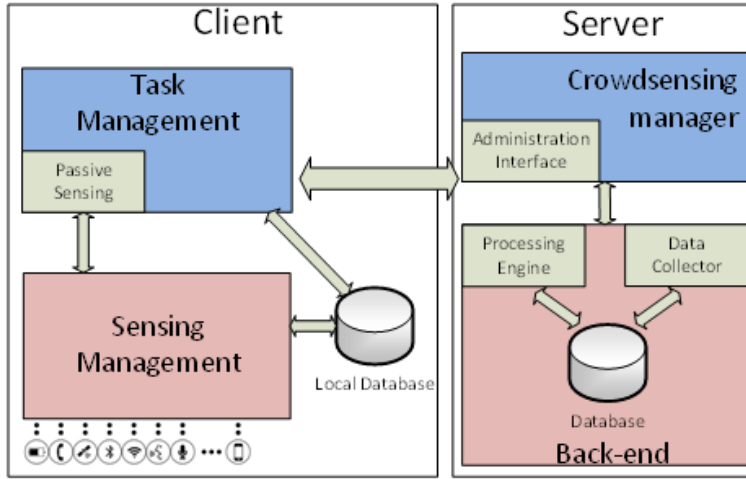 Client
Task
Management
Passive
Sensing
Sensing
Management
Local Database
Server
Crowdsensing
manager
Administration
Interface
Processing
Engine
Data
Collector
Database
Back-end